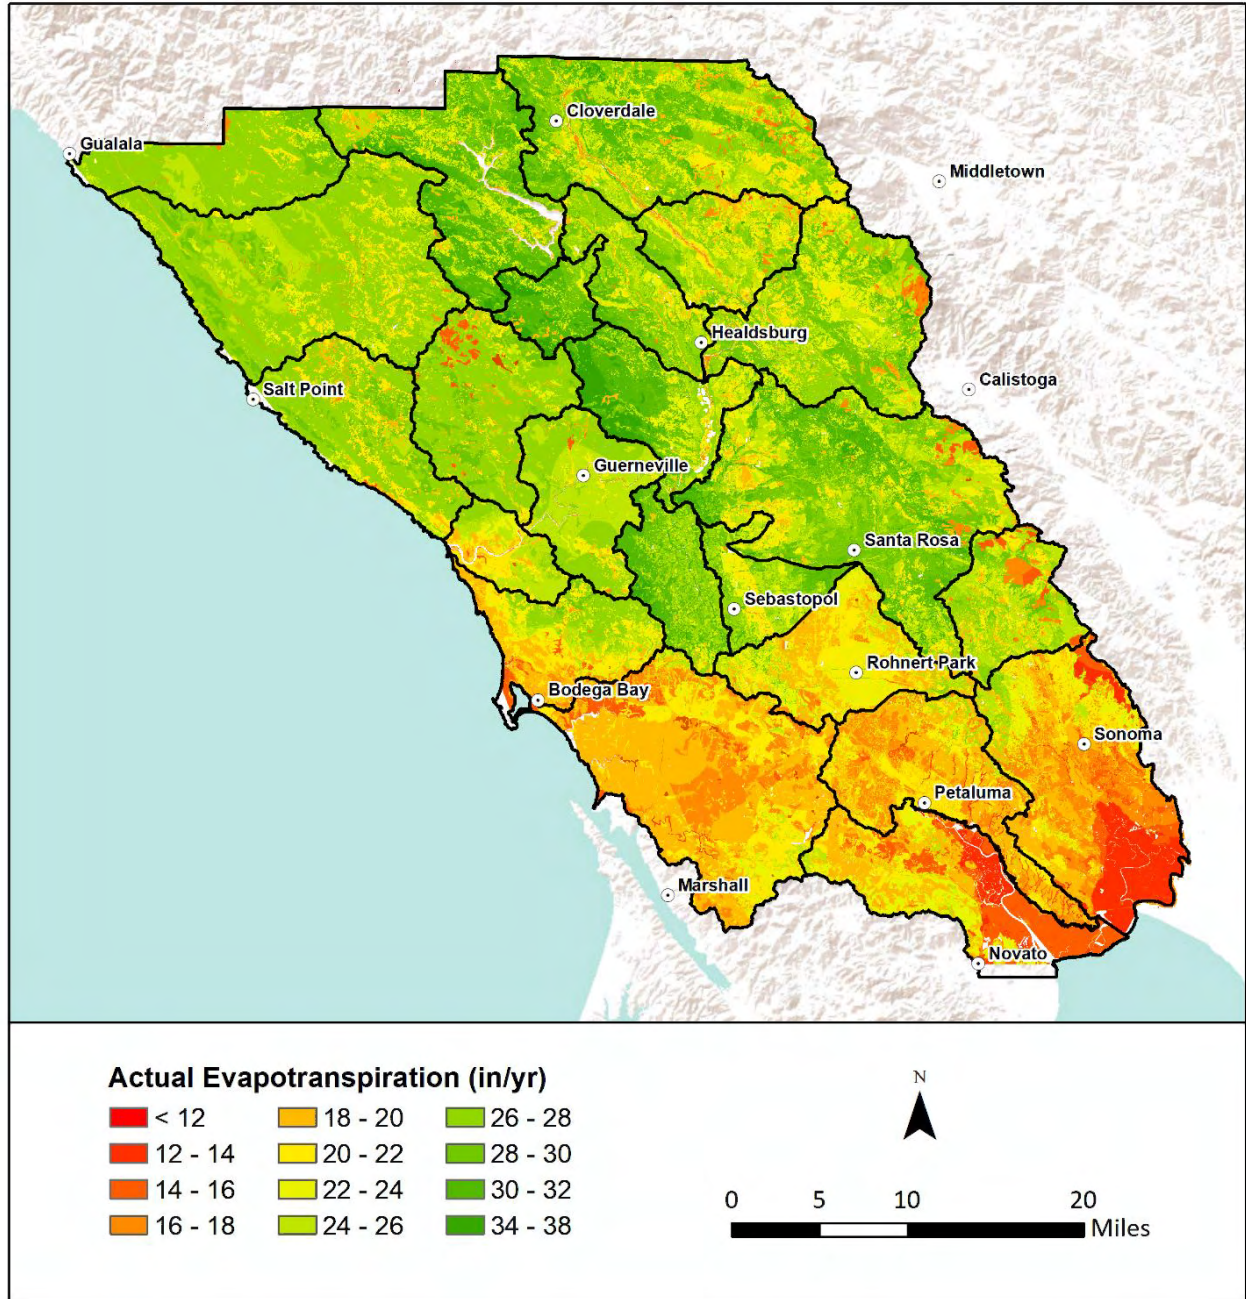 Cloverdale
Gualala
Middletown
Healdsburg
Calistoga
Salt Point
Guerneville
Santa Rosa
Sebastopol
Rohnert Park
Bodega Bay
Sonoma
Petaluma
Marshall
Novato
Actual Evapotranspiration (in/yr)
< 12
12 - 14
14 - 16
16 - 18
18 - 20
20 - 22
22 - 24
24 - 26
26 - 28
28 - 30
30 - 32
34 - 38
N
0 5 10 20
Miles